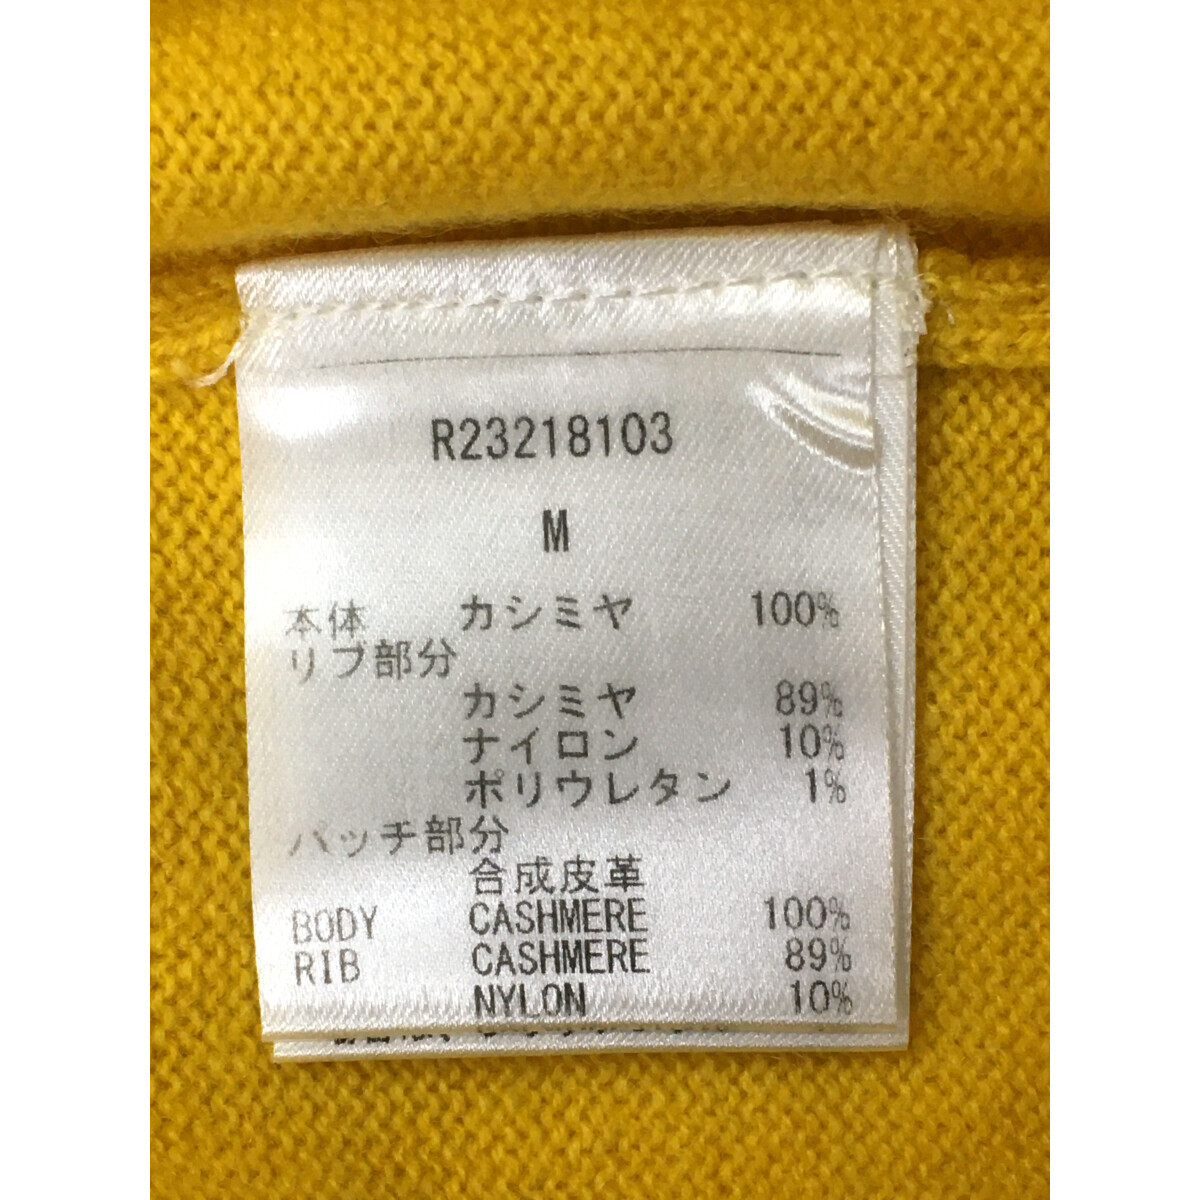 R23218103
M
本体 カシミヤ 100%
リブ部分
カシミヤ 89%
ナイロン 10%
ポリウレタン 1%
パッチ部分
合成皮革
BODY CASHMERE 100%
RIB CASHMERE 89%
NYLON 10%